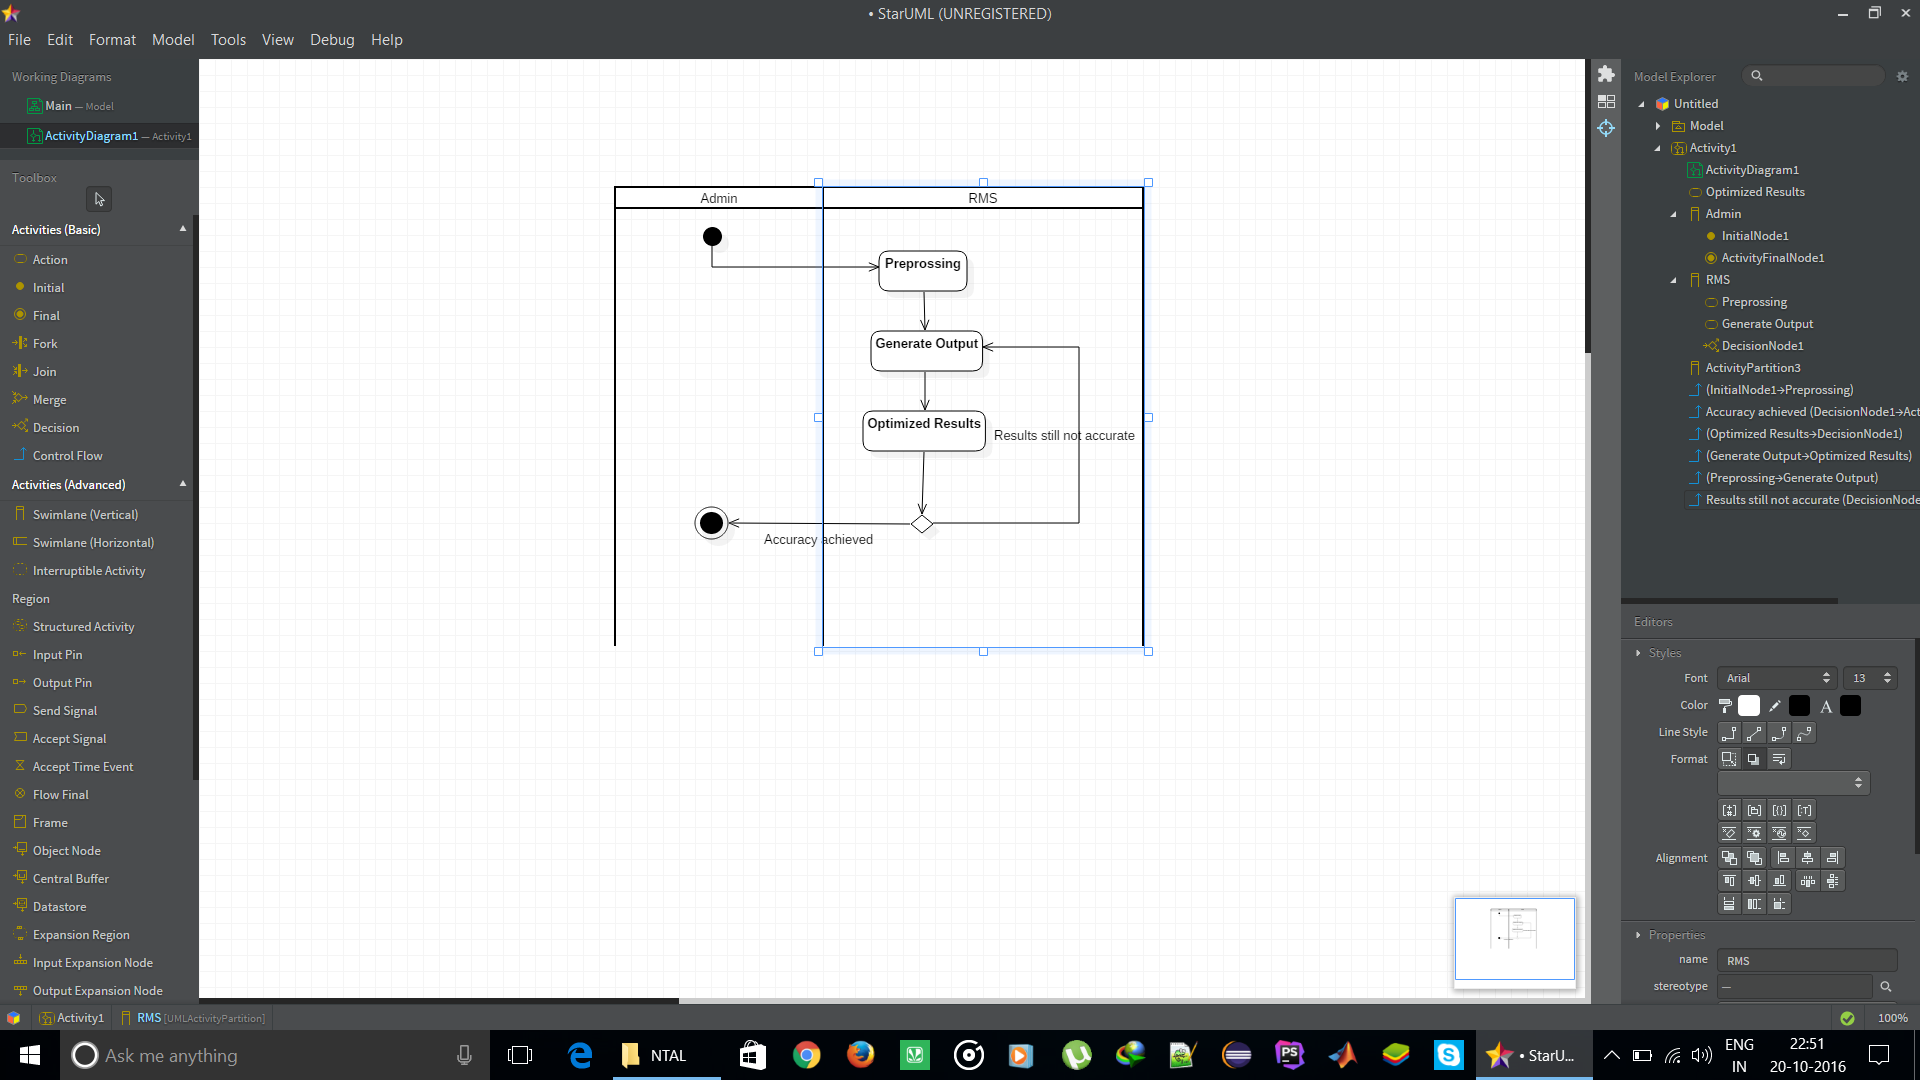 • StarUML (UNREGISTERED)
File Edit Format Model Tools View Debug Help
Working Diagrams
Main — Model
ActivityDiagram1 — Activity1
Toolbox
Activities (Basic)
Action
Initial
Final
Fork
Join
Merge
Decision
Control Flow
Activities (Advanced)
Swimlane (Vertical)
Swimlane (Horizontal)
Interruptible Activity
Region
Structured Activity
Input Pin
Output Pin
Send Signal
Accept Signal
Accept Time Event
Flow Final
Frame
Object Node
Central Buffer
Datastore
Expansion Region
Input Expansion Node
Output Expansion Node
Admin RMS
Preprossing
Generate Output
Optimized Results
Results still not accurate
Accuracy achieved
Model Explorer
Untitled
Model
Activity1
ActivityDiagram1
Optimized Results
Admin
InitialNode1
ActivityFinalNode1
RMS
Preprossing
Generate Output
DecisionNode1
ActivityPartition3
(InitialNode1→Preprossing)
Accuracy achieved (DecisionNode1→Act
(Optimized Results→DecisionNode1)
(Generate Output→Optimized Results)
(Preprossing→Generate Output)
Results still not accurate (DecisionNode
Editors
Styles
Font Arial 13
Color A
Line Style
Format
Alignment
Properties
name RMS
stereotype —
Activity1 RMS [UMLActivityPartition] 100%
Ask me anything NTAL PS • StarU... ENG 22:51
IN 20-10-2016